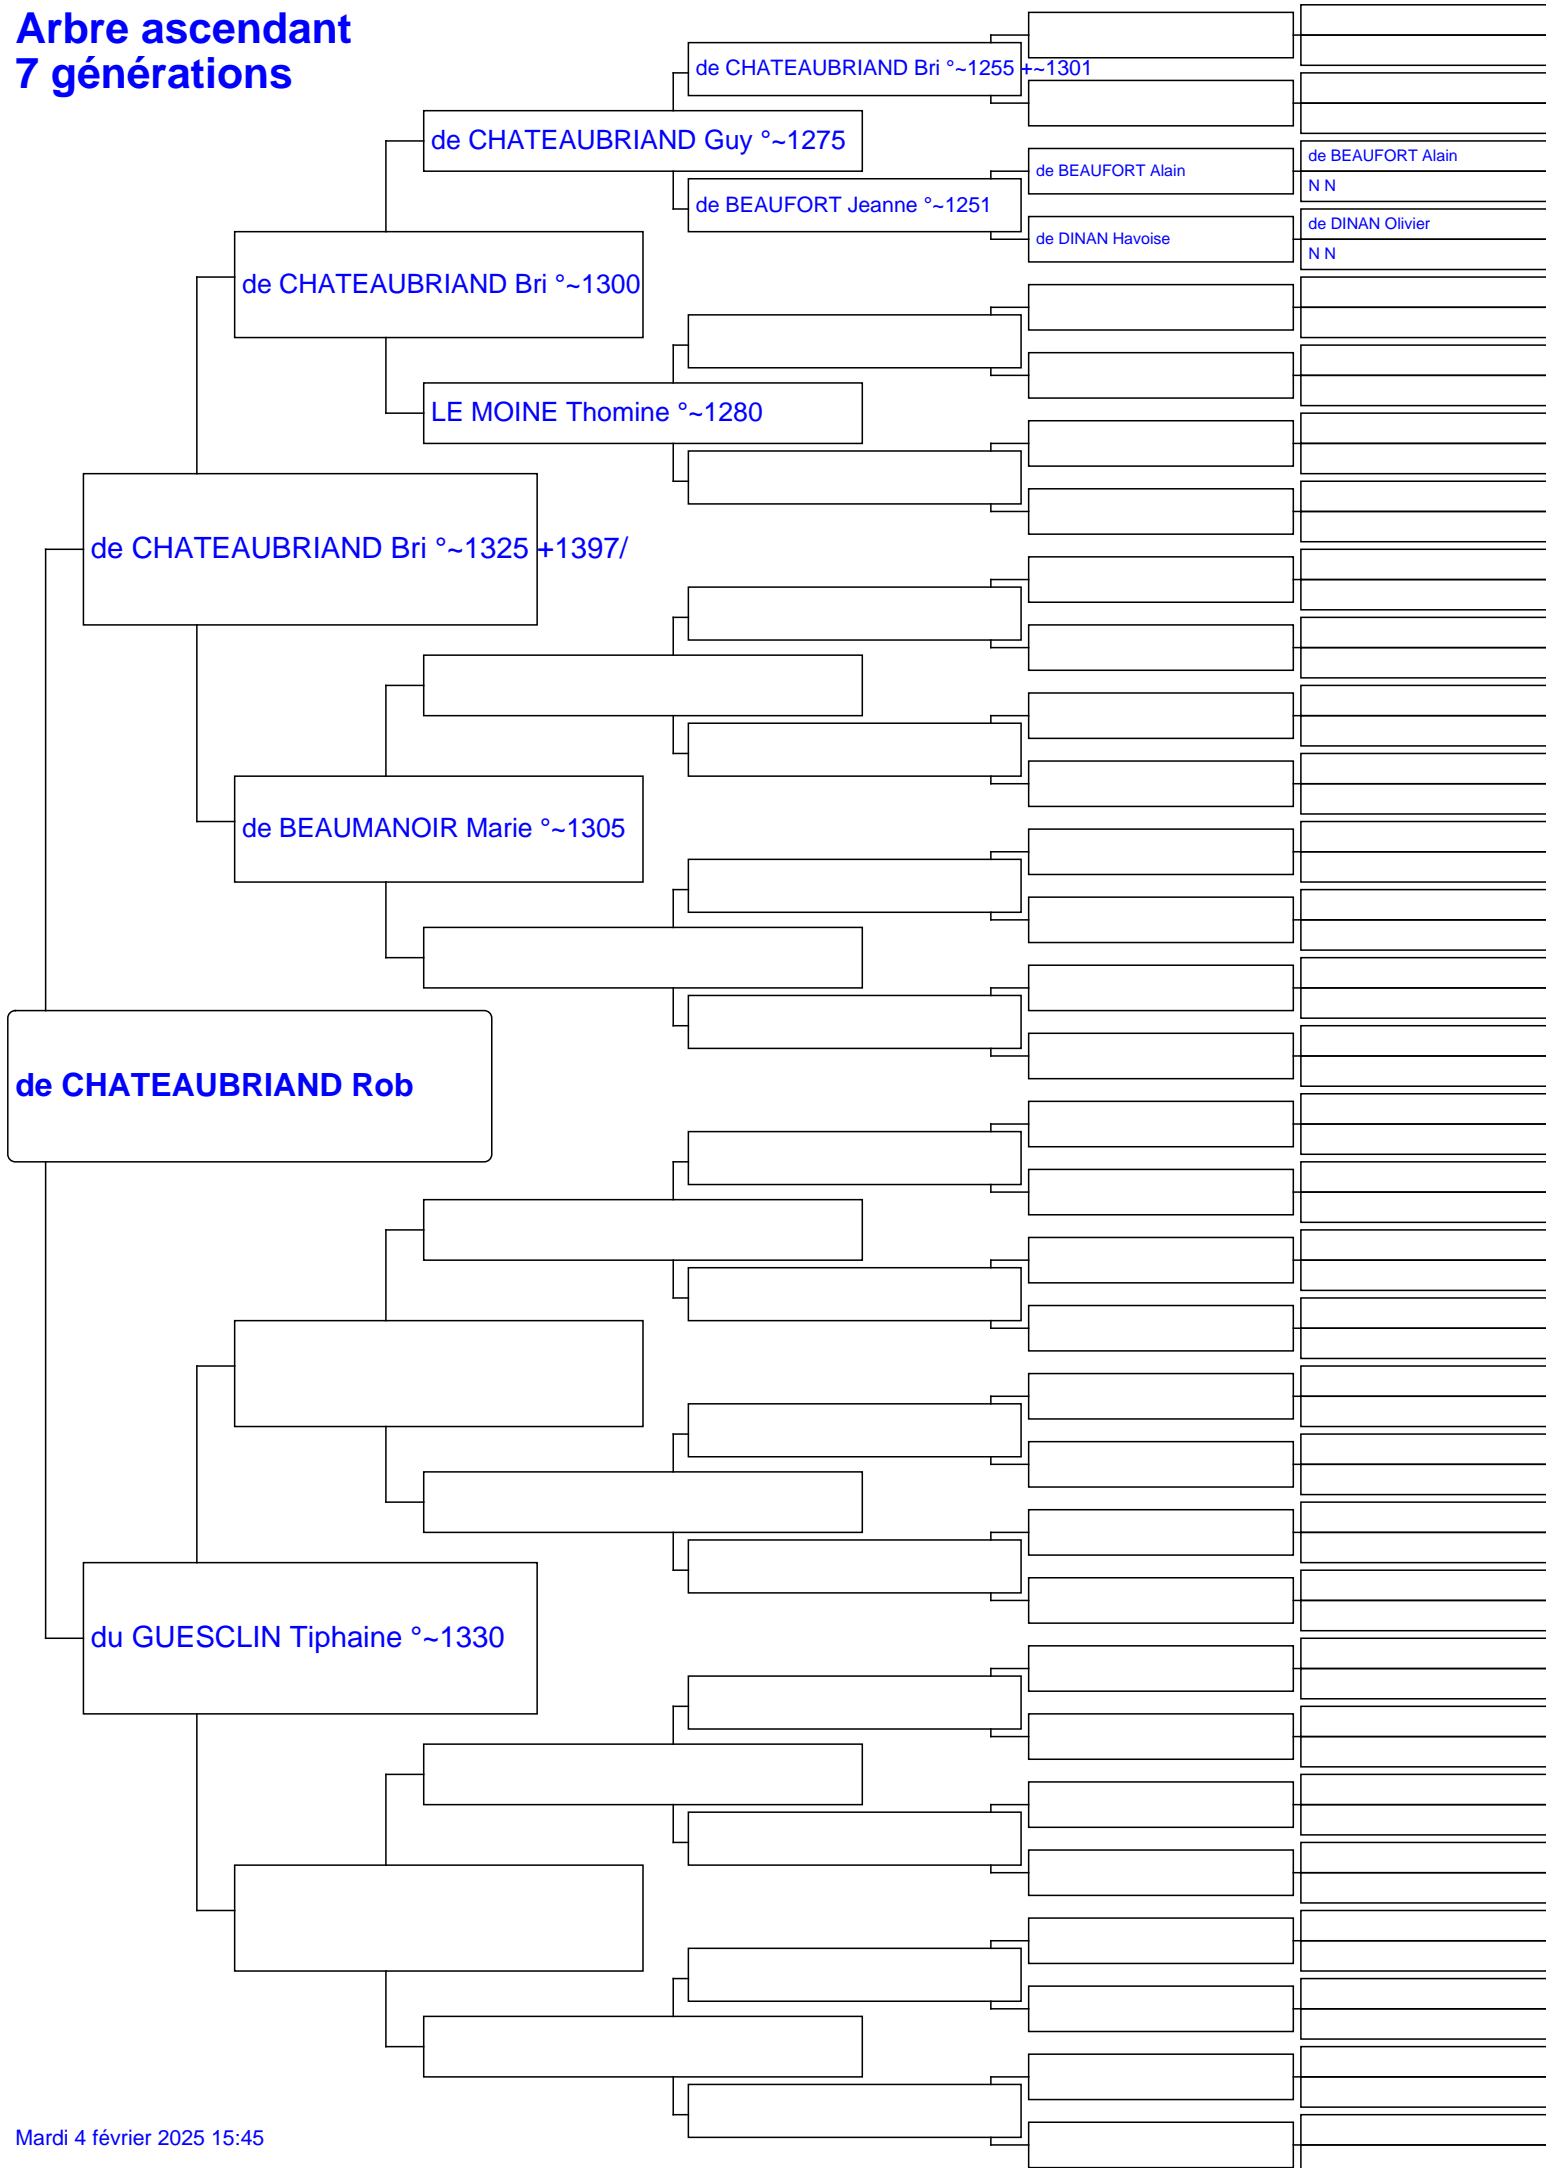 Arbre ascendant
7 générations
de CHATEAUBRIAND Bri °~1255 +~1301
de CHATEAUBRIAND Guy °~1275
de BEAUFORT Alain
de BEAUFORT Alain
N N
de BEAUFORT Jeanne °~1251
de DINAN Havoise
de DINAN Olivier
N N
de CHATEAUBRIAND Bri °~1300
LE MOINE Thomine °~1280
de CHATEAUBRIAND Bri °~1325 +1397/
de BEAUMANOIR Marie °~1305
de CHATEAUBRIAND Rob
du GUESCLIN Tiphaine °~1330
Mardi 4 février 2025 15:45